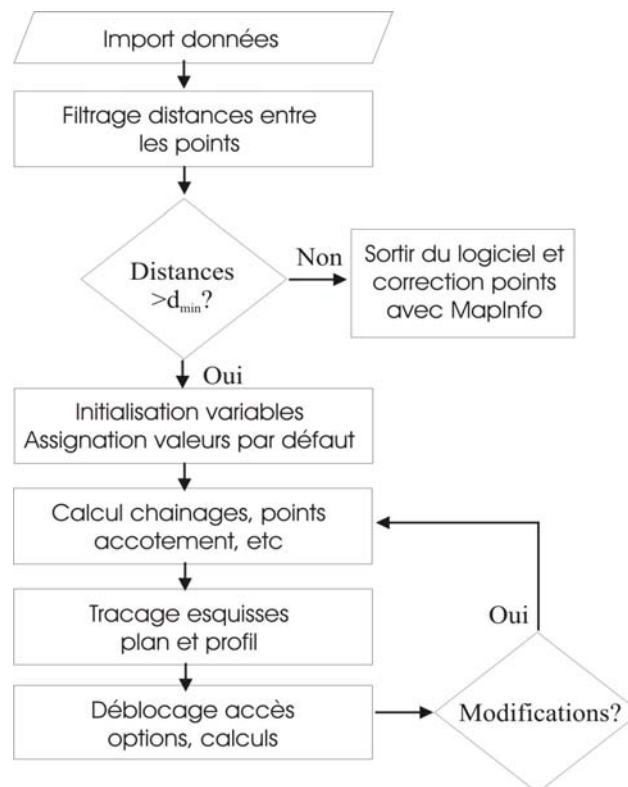 Import données
Filtrage distances entre
les points
Distances
>dmin?
Non
Sortir du logiciel et
correction points
avec MapInfo
Oui
Initialisation variables
Assignation valeurs par défaut
Calcul chainages, points
accotement, etc
Tracage esquisses
plan et profil
Oui
Déblocage accès
options, calculs
Modifications?